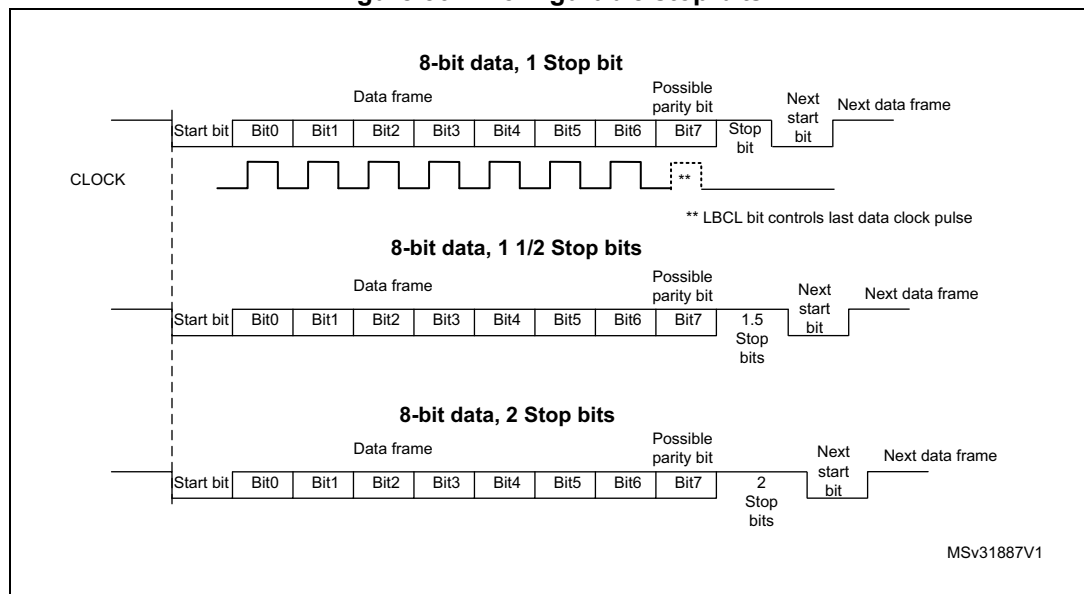 8-bit data, 1 Stop bit
Data frame
Possible
parity bit
Next
start
bit
Next data frame
Start bit Bit0 Bit1 Bit2 Bit3 Bit4 Bit5 Bit6 Bit7 Stop
bit
CLOCK
**
** LBCL bit controls last data clock pulse
8-bit data, 1 1/2 Stop bits
Data frame
Possible
parity bit
Next
start
bit
Next data frame
Start bit Bit0 Bit1 Bit2 Bit3 Bit4 Bit5 Bit6 Bit7 1.5
Stop
bits
8-bit data, 2 Stop bits
Data frame
Possible
parity bit
Next
start
bit
Next data frame
Start bit Bit0 Bit1 Bit2 Bit3 Bit4 Bit5 Bit6 Bit7 2
Stop
bits
MSv31887V1